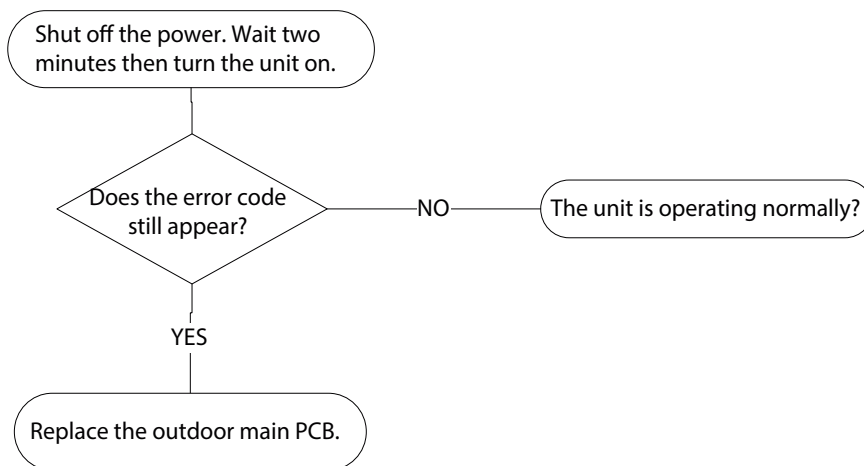 Shut off the power. Wait two
minutes then turn the unit on.
Does the error code
still appear?
NO
The unit is operating normally?
YES
Replace the outdoor main PCB.